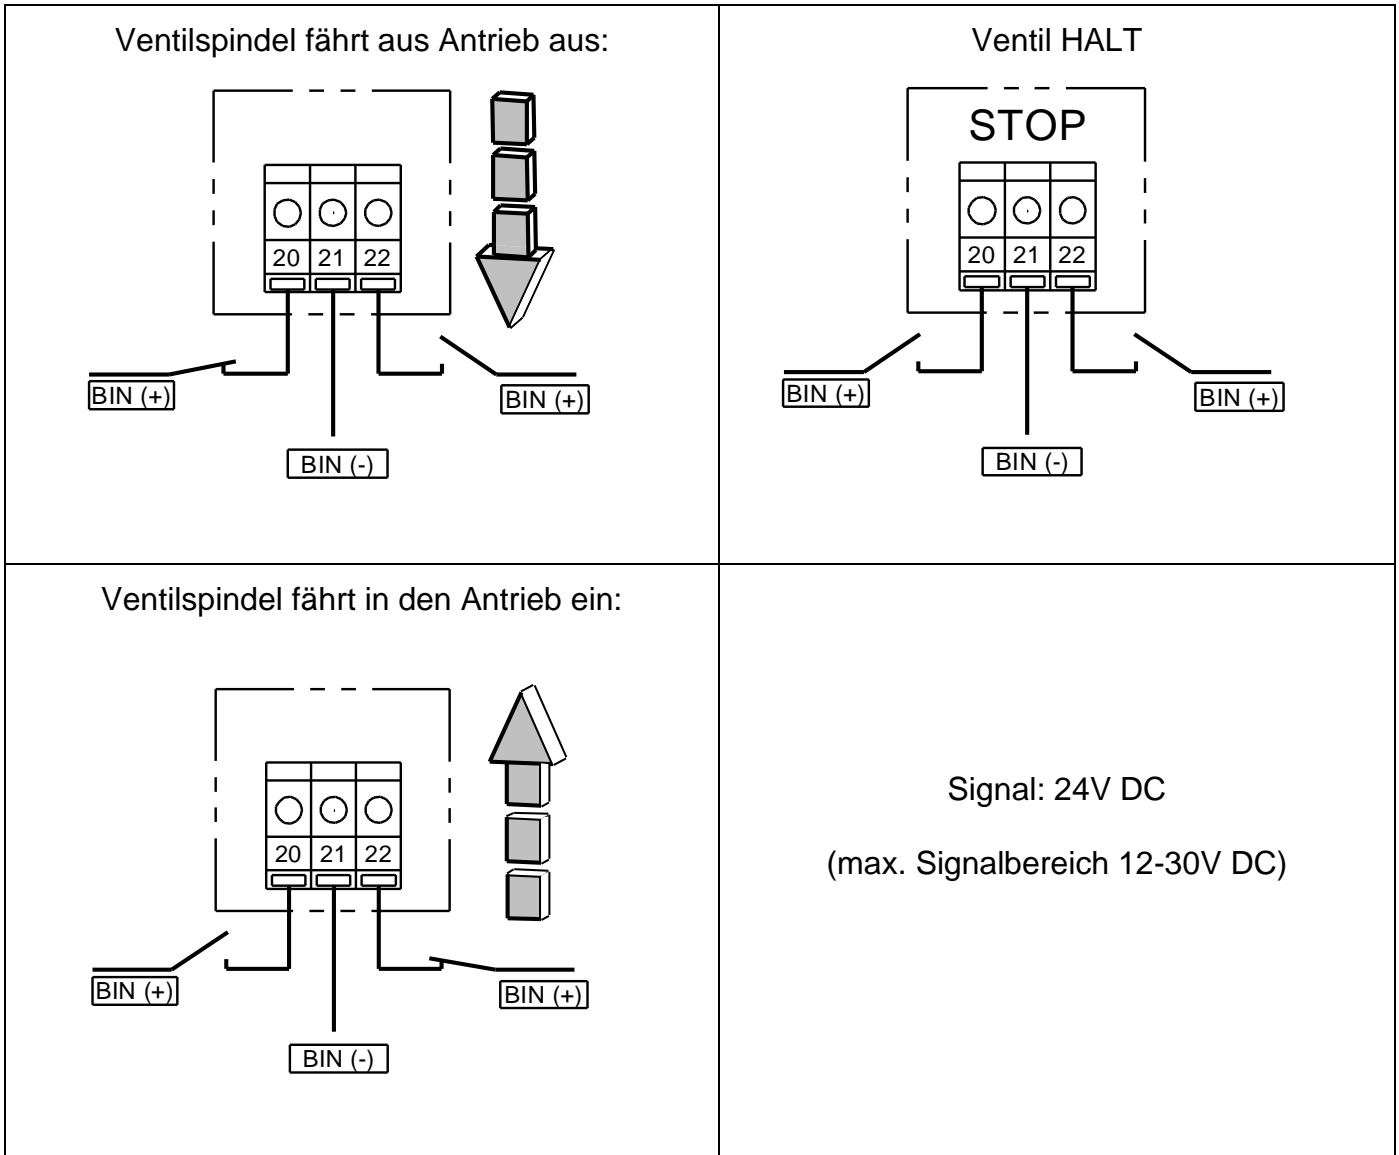 Ventilspindel fährt aus Antrieb aus:
20 21 22
BIN (+)
BIN (+)
BIN (-)
Ventil HALT
STOP
20 21 22
BIN (+)
BIN (+)
BIN (-)
Ventilspindel fährt in den Antrieb ein:
20 21 22
BIN (+)
BIN (+)
BIN (-)
Signal: 24V DC
(max. Signalbereich 12-30V DC)